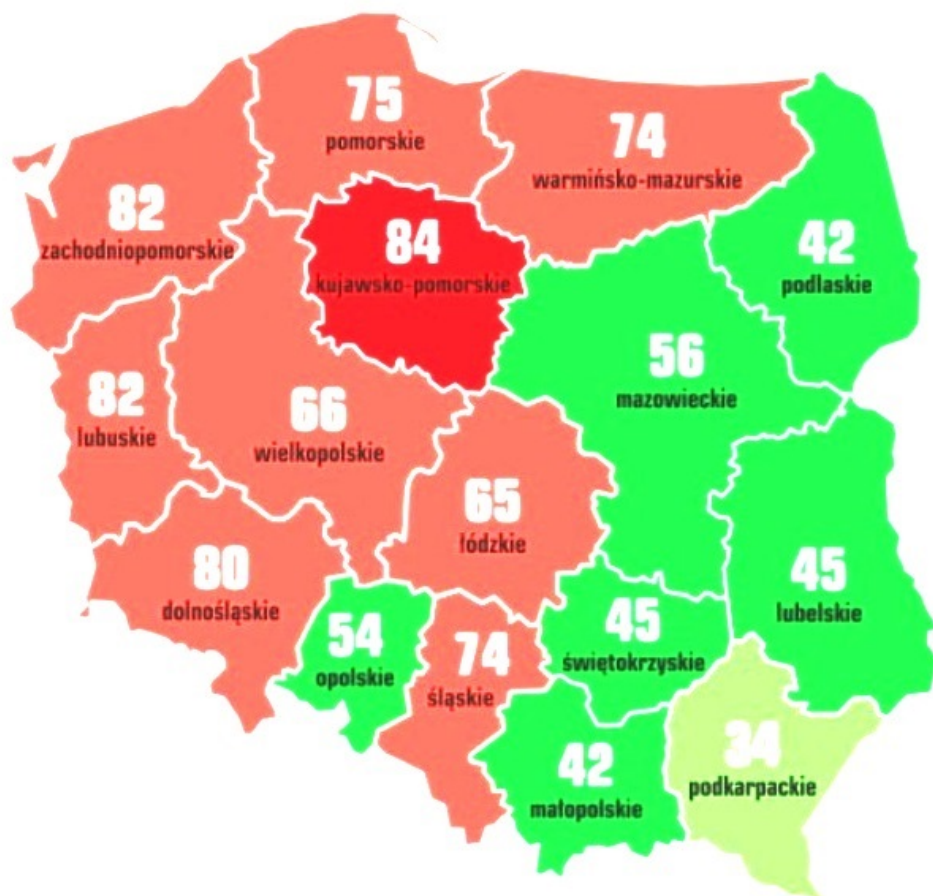 75
pomorskie
74
warmińsko-mazurskie
82
zachodniopomorskie
84
kujawsko-pomorskie
42
podlaskie
56
mazowieckie
82
lubuskie
66
wielkopolskie
65
łódzkie
80
dolnośląskie
45
lubelskie
54
opolskie
74
śląskie
45
świętokrzyskie
42
małopolskie
34
podkarpackie